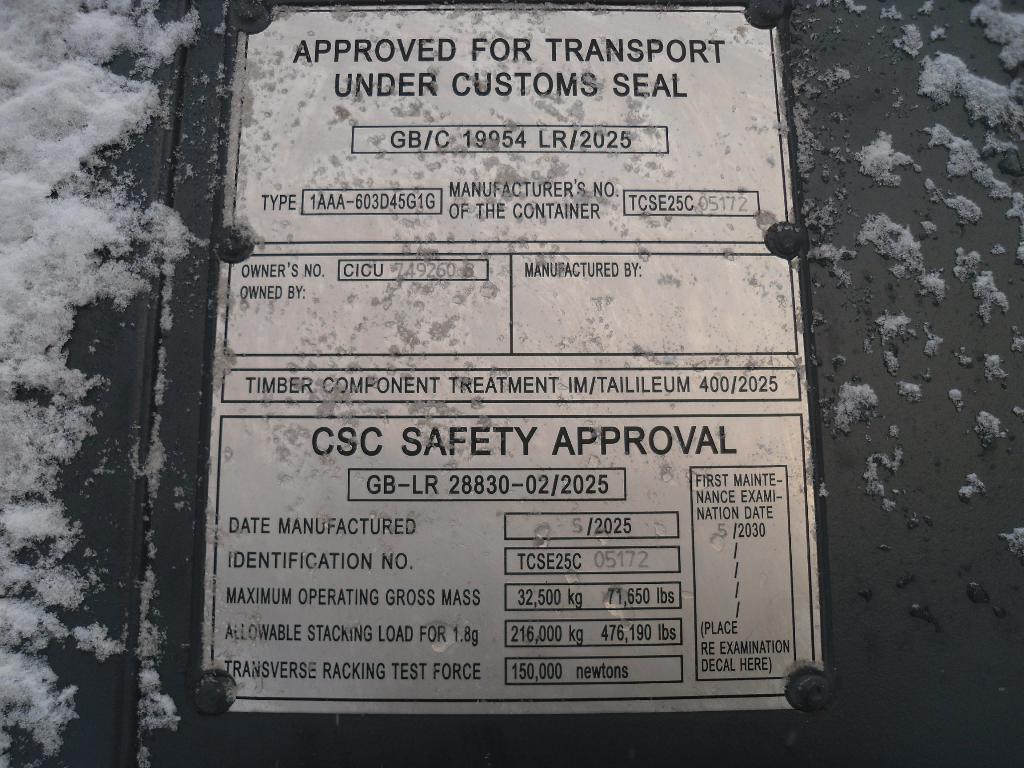 APPROVED FOR TRANSPORT
UNDER CUSTOMS SEAL
GB/C 19954 LR/2025
TYPE 1AAA-603D45G1G MANUFACTURER'S NO. OF THE CONTAINER TCSE25C 05172
OWNER'S NO. CICU 749260
OWNED BY:
MANUFACTURED BY:
TIMBER COMPONENT TREATMENT IM/TAILILEUM 400/2025
CSC SAFETY APPROVAL
GB-LR 28830-02/2025
DATE MANUFACTURED 5/2025
IDENTIFICATION NO. TCSE25C 05172
MAXIMUM OPERATING GROSS MASS 32,500 kg 71,650 lbs
ALLOWABLE STACKING LOAD FOR 1.8g 216,000 kg 476,190 lbs
TRANSVERSE RACKING TEST FORCE 150,000 newtons
FIRST MAINTE-
NANCE EXAMI-
NATION DATE
5/2030
/
/
/
/
(PLACE
RE EXAMINATION
DECAL HERE)